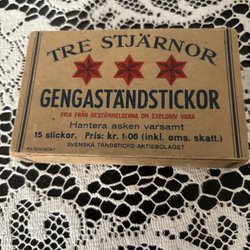 TRE STJÄRNOR
GENGASTÄNDSTICKOR
FRIA FRÅN BESTÄMMELSERNA OM EXPLOSIV VARA
Hantera asken varsamt
15 stickor. Pris: kr. 1:06 (inkl. oms. skatt.)
SVENSKA TÄNDSTICKS AKTIEBOLAGET
PATENTSÖKT